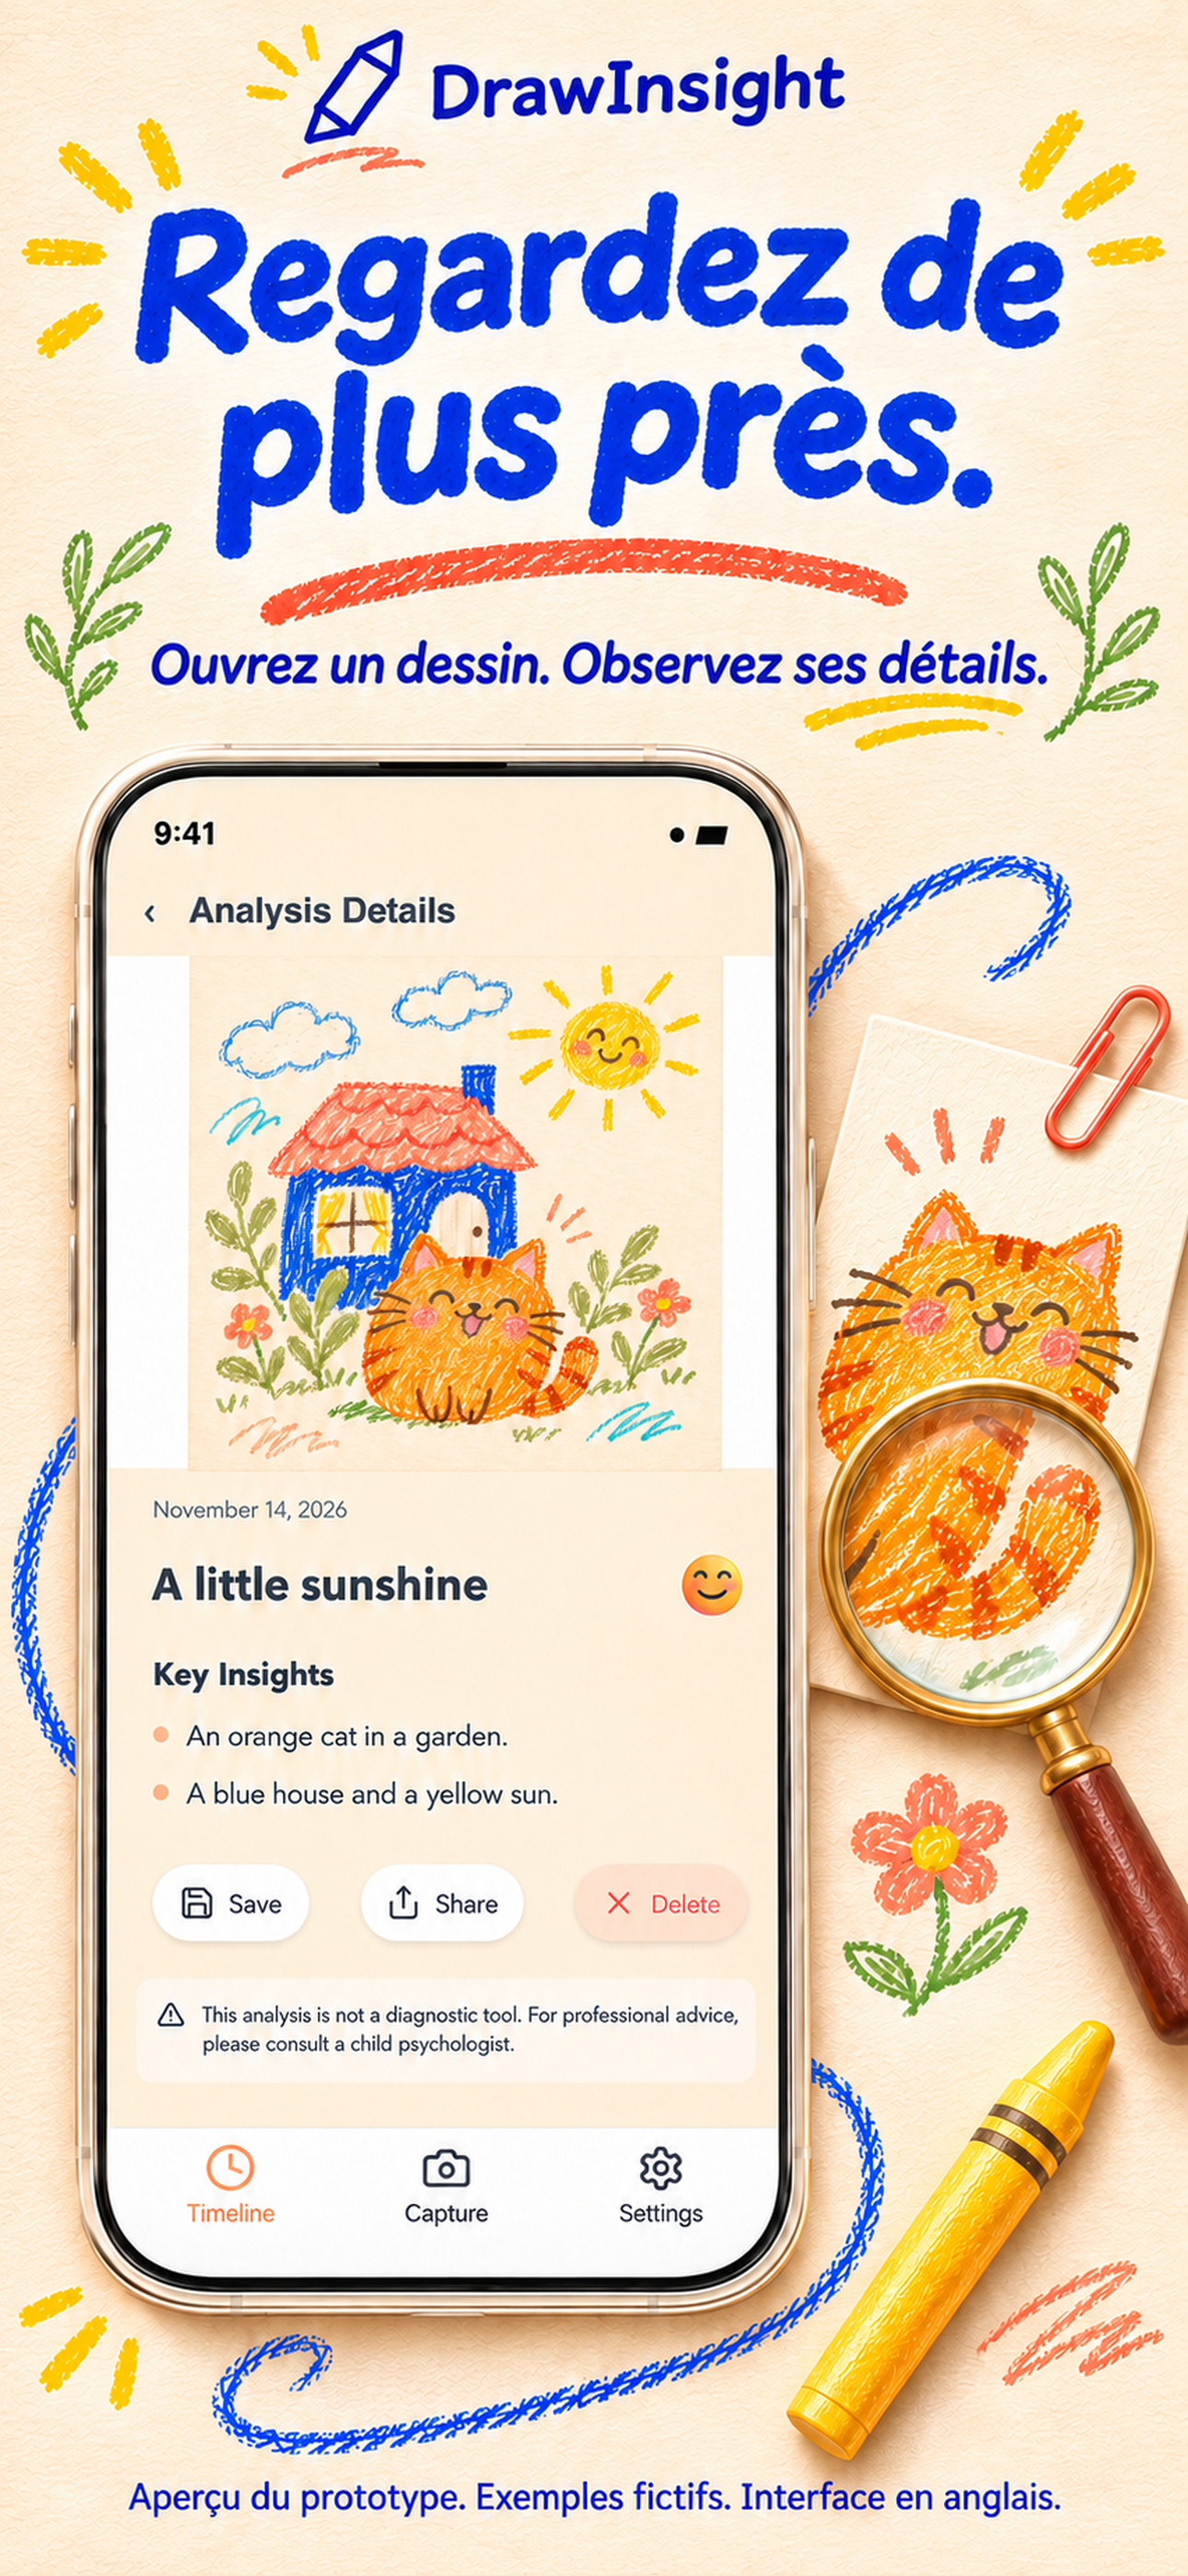 DrawInsight
Regardez de
plus près.
Ouvrez un dessin. Observez ses détails.
9:41
‹ Analysis Details
November 14, 2026
A little sunshine
Key Insights
An orange cat in a garden.
A blue house and a yellow sun.
Save Share Delete
This analysis is not a diagnostic tool. For professional advice,
please consult a child psychologist.
Timeline Capture Settings
Aperçu du prototype. Exemples fictifs. Interface en anglais.